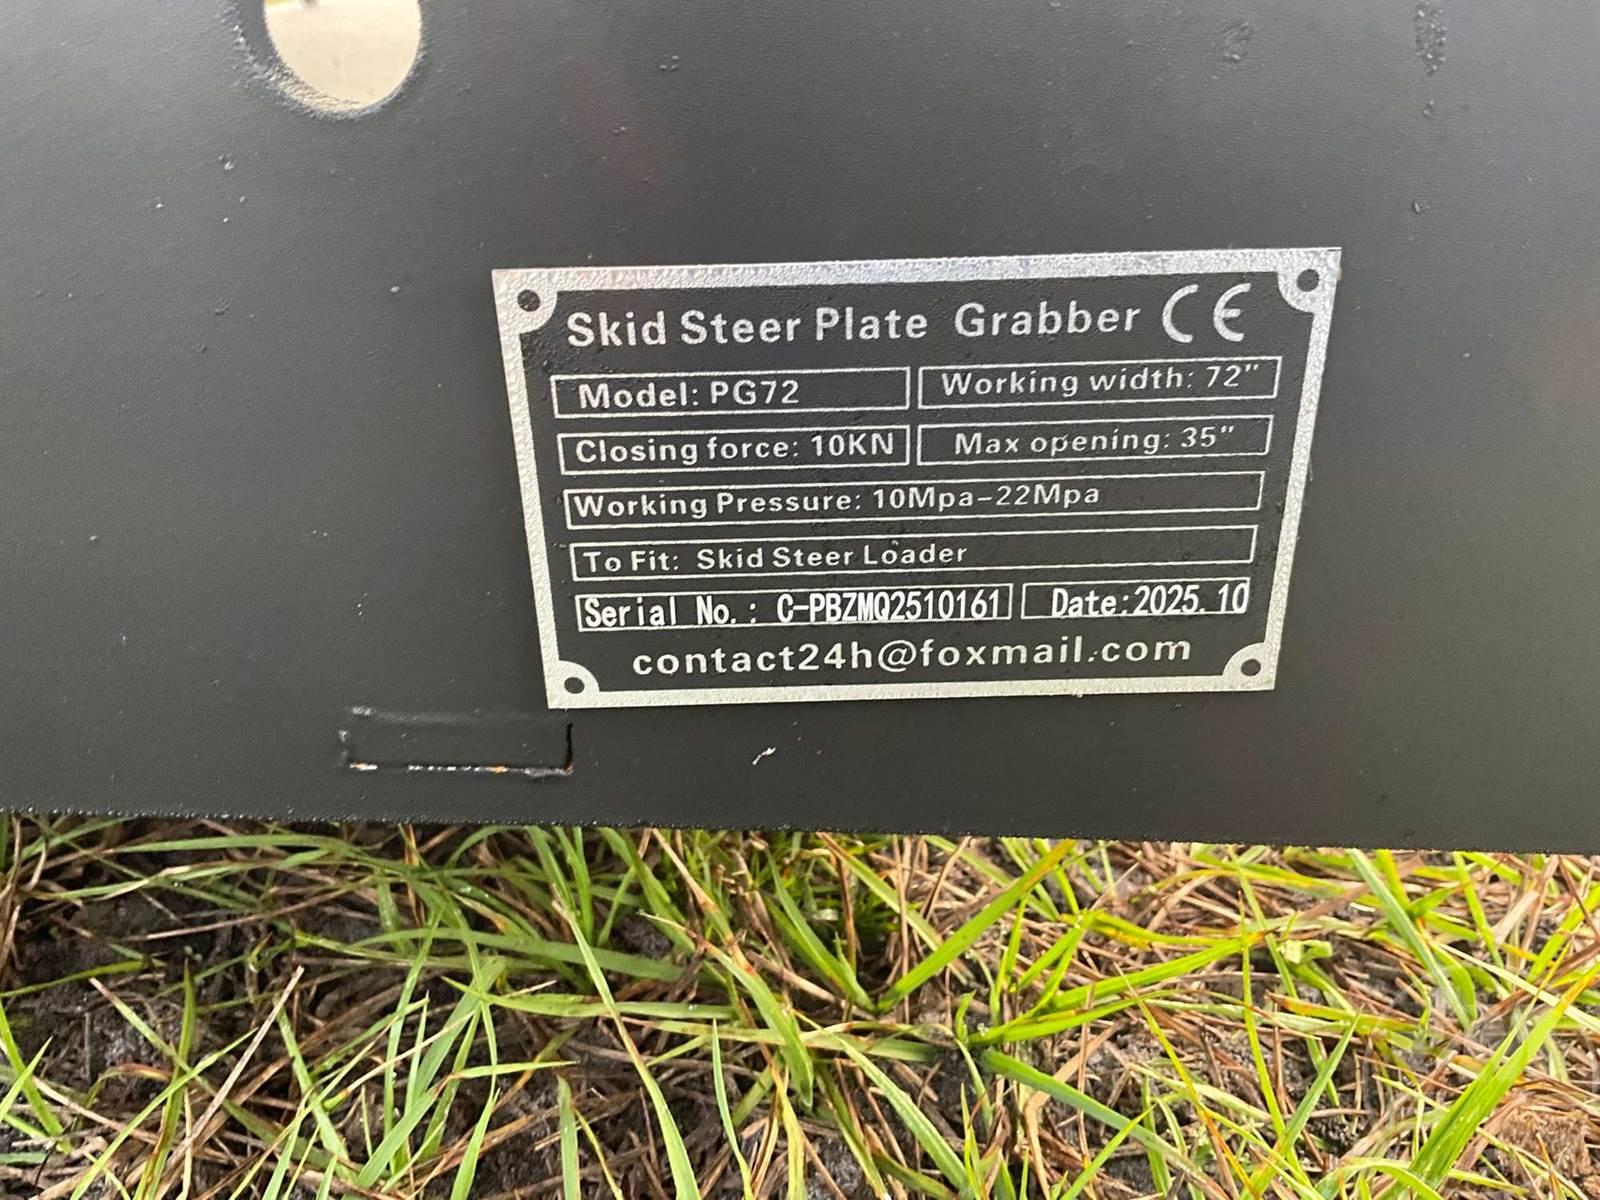 Skid Steer Plate Grabber CE
Model: PG72 Working width: 72"
Closing force: 10KN Max opening: 35"
Working Pressure: 10Mpa-22Mpa
To Fit: Skid Steer Loader
Serial No.: C-PBZMQ2510161 Date:2025.10
contact24h@foxmail.com